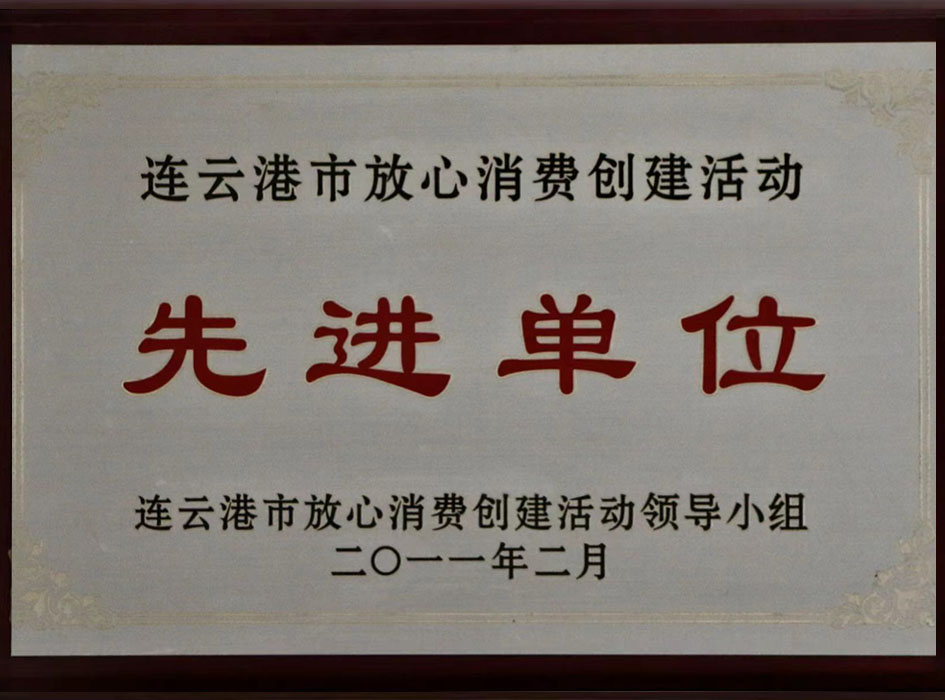 连云港市放心消费创建活动
先进单位
连云港市放心消费创建活动领导小组
二〇一一年二月